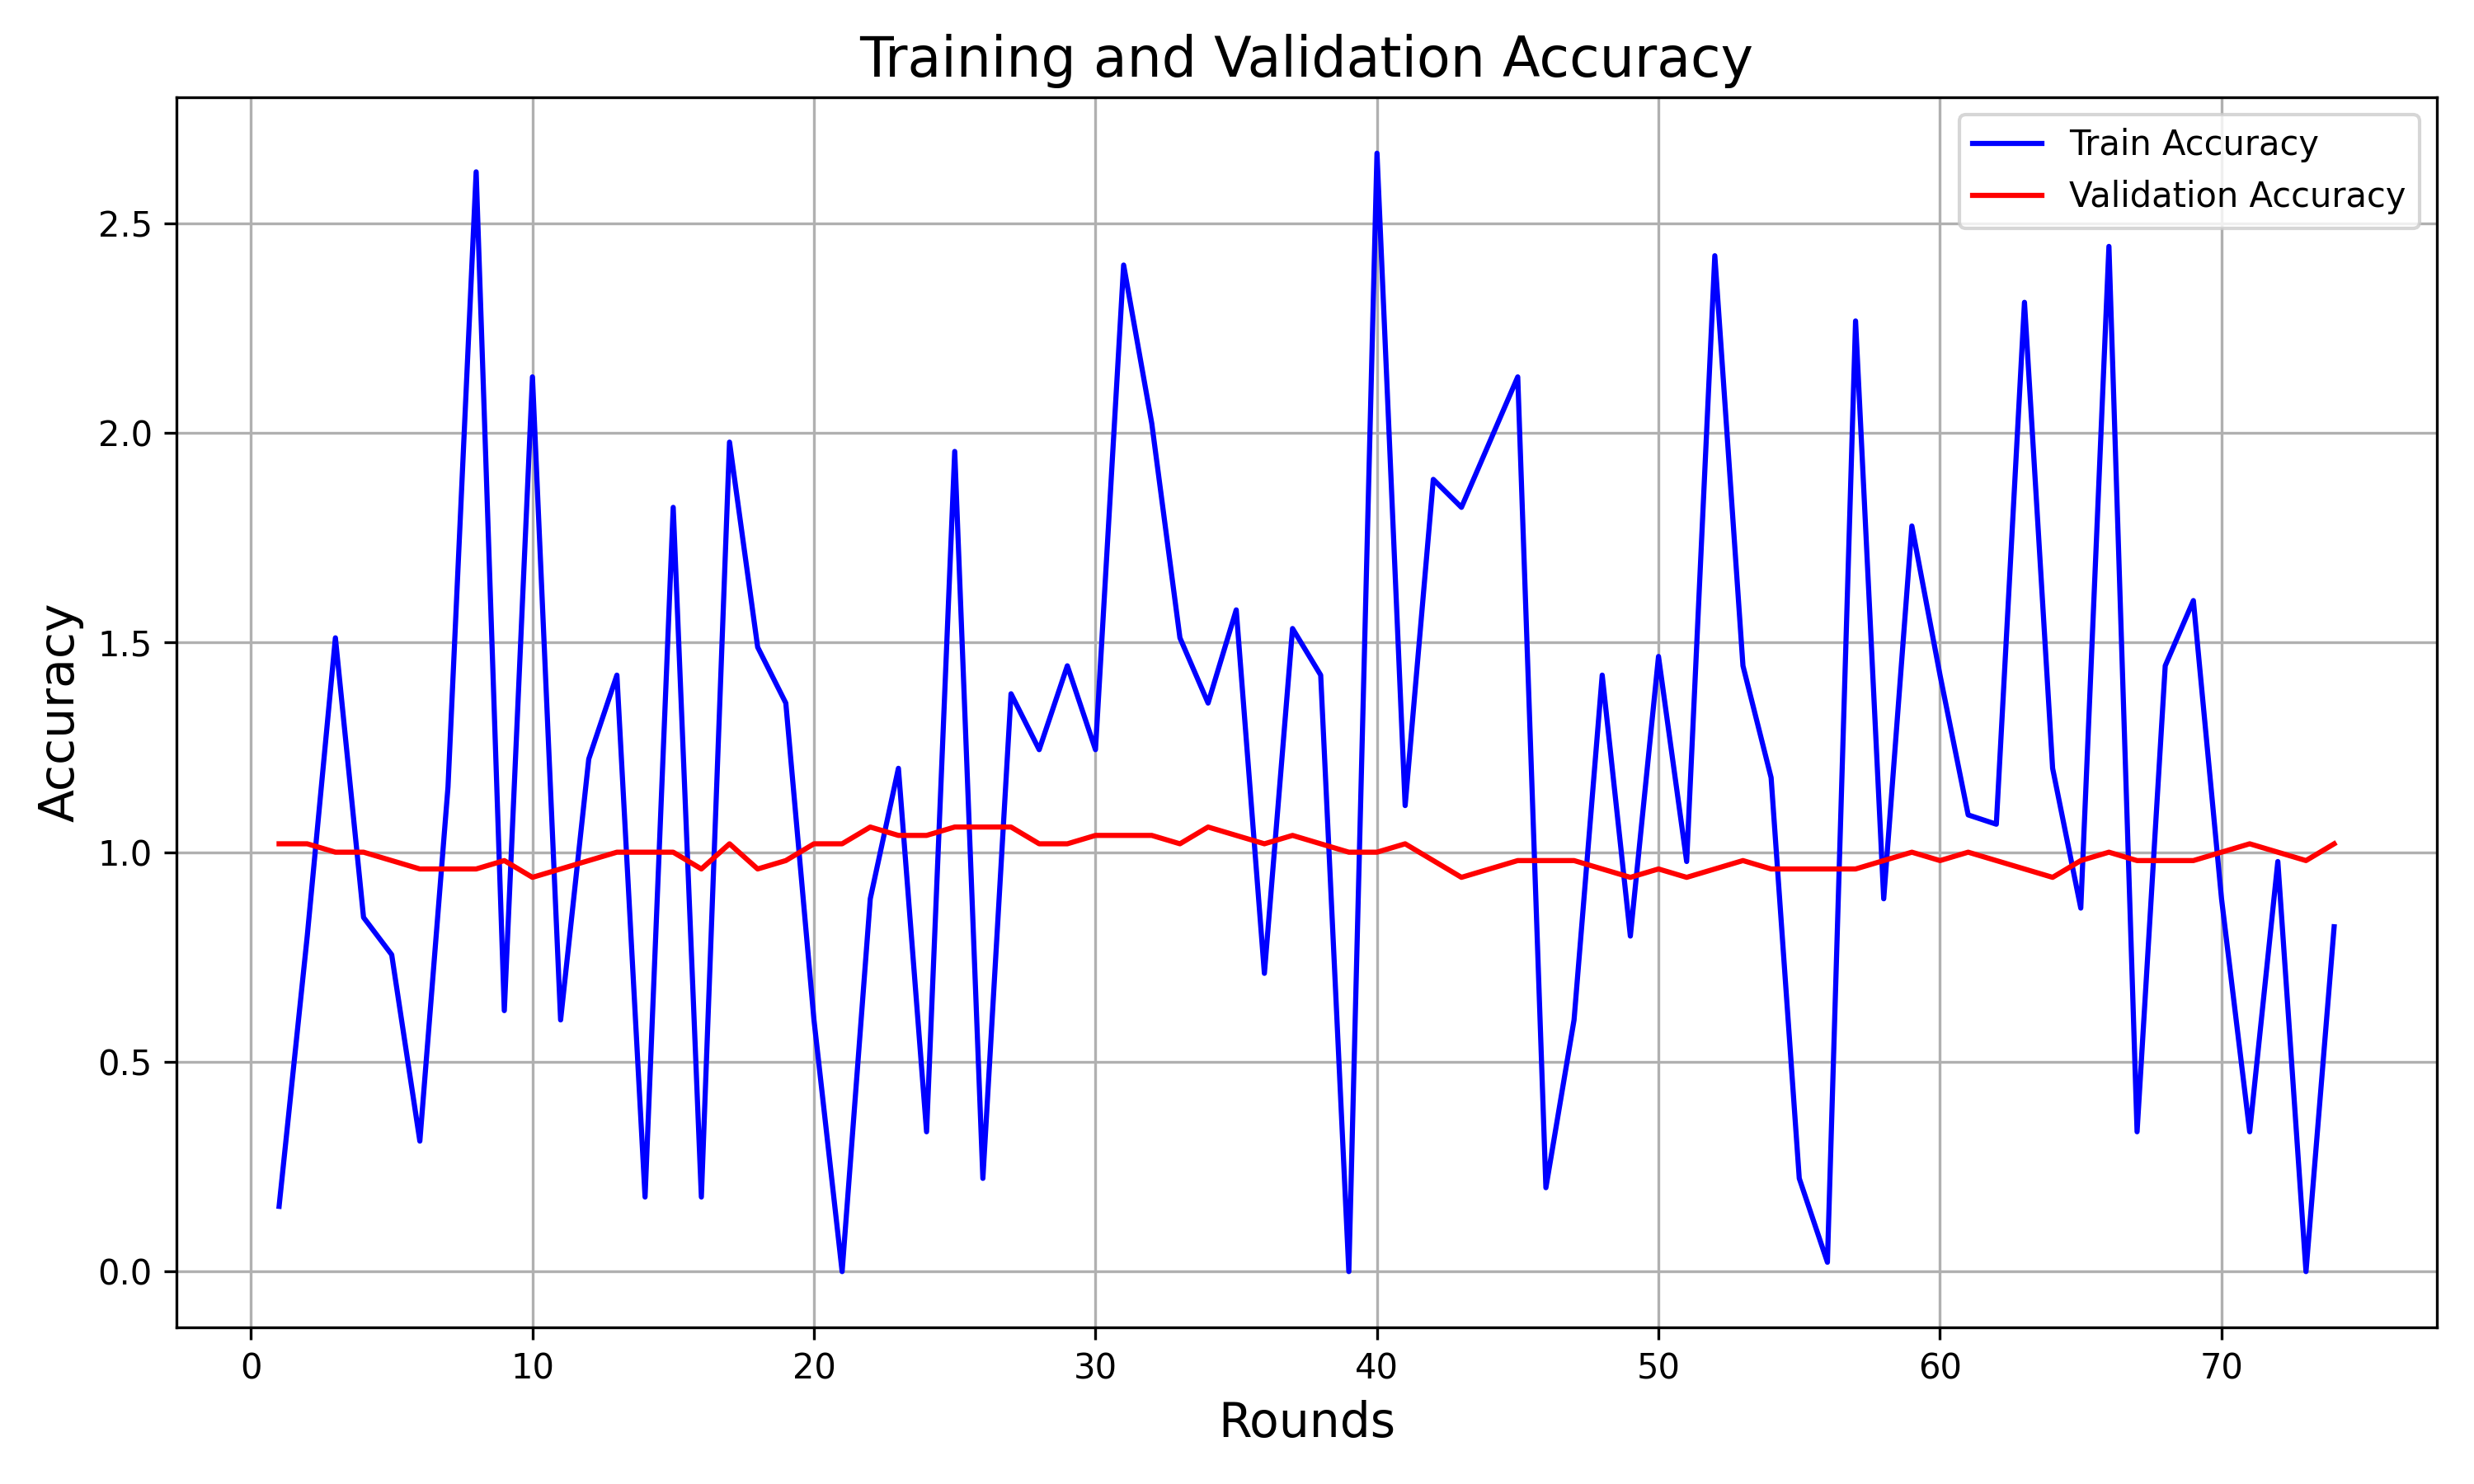 Training and Validation Accuracy
Train Accuracy
Validation Accuracy
2.5
2.0
1.5
1.0
0.5
0.0
Accuracy
0 10 20 30 40 50 60 70
Rounds